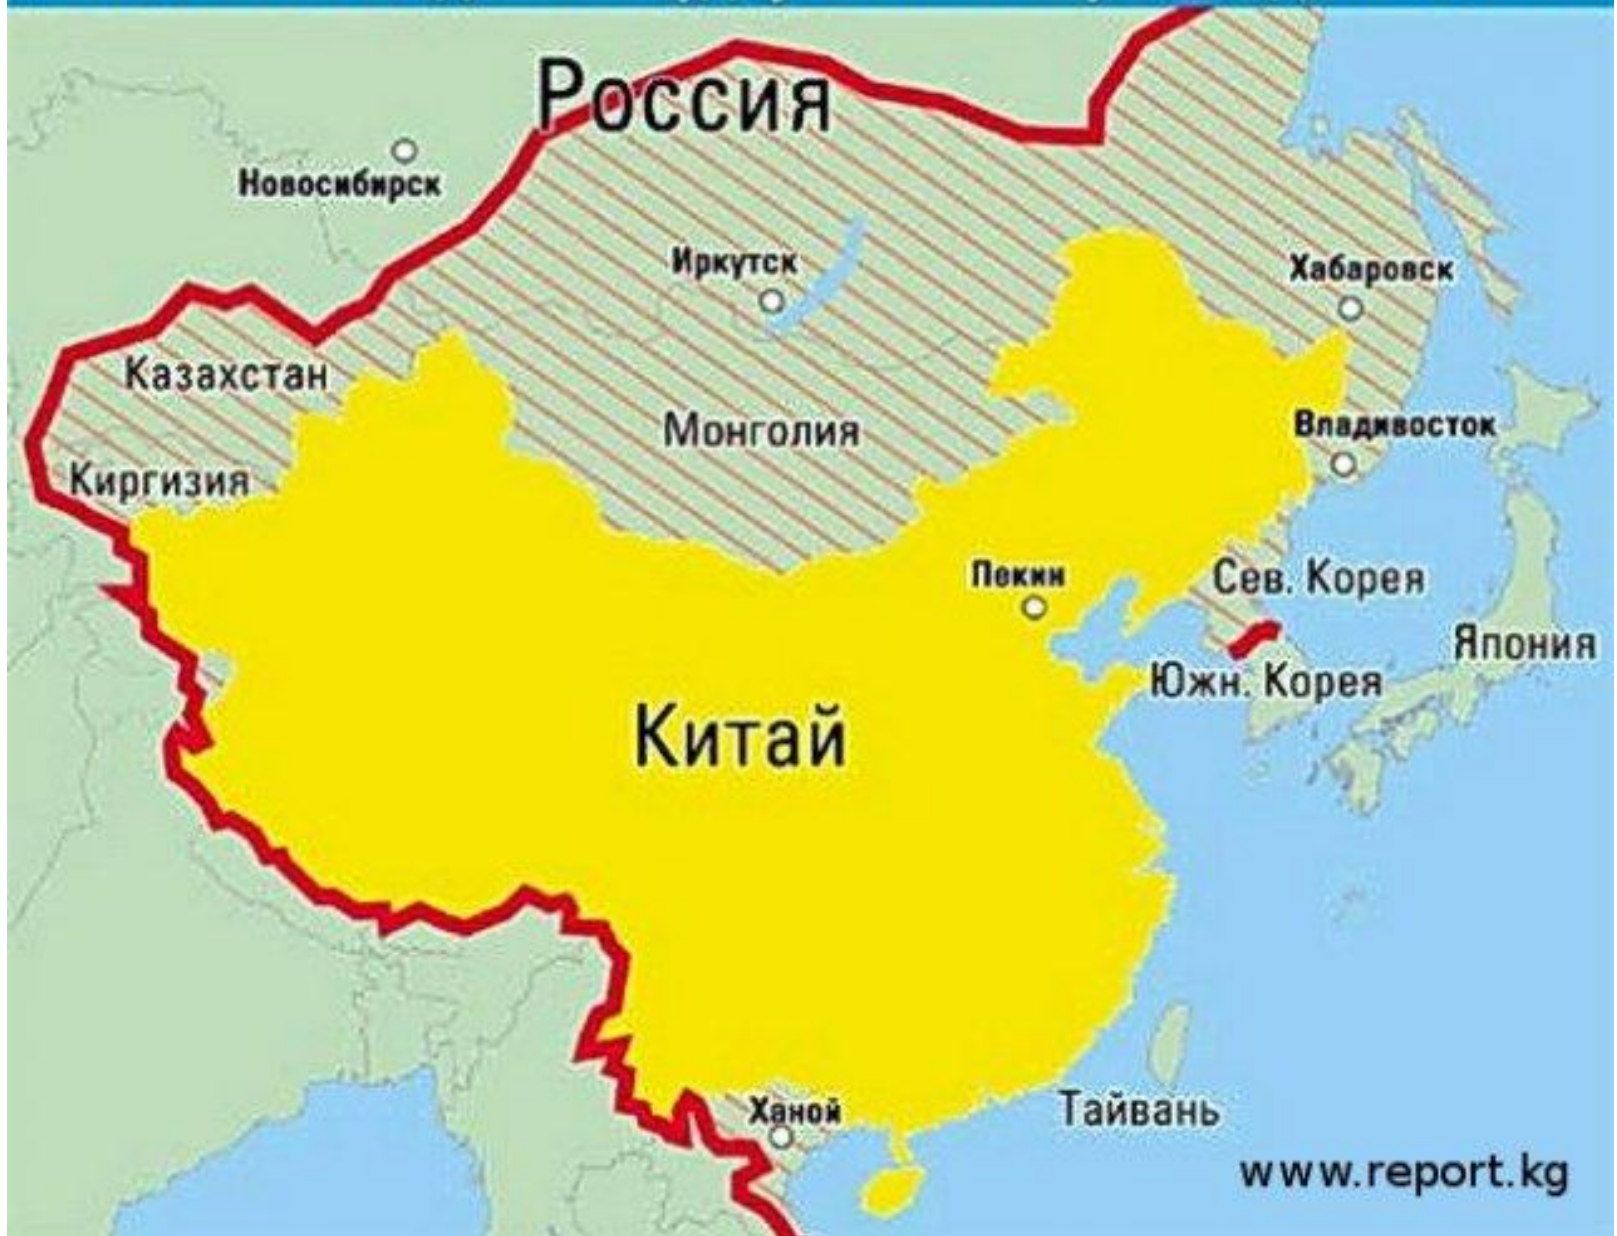 Россия
Новосибирск
Иркутск
Хабаровск
Казахстан
Монголия
Владивосток
Киргизия
Пекин
Сев. Корея
Япония
Южн. Корея
Китай
Ханой
Тайвань
www.report.kg